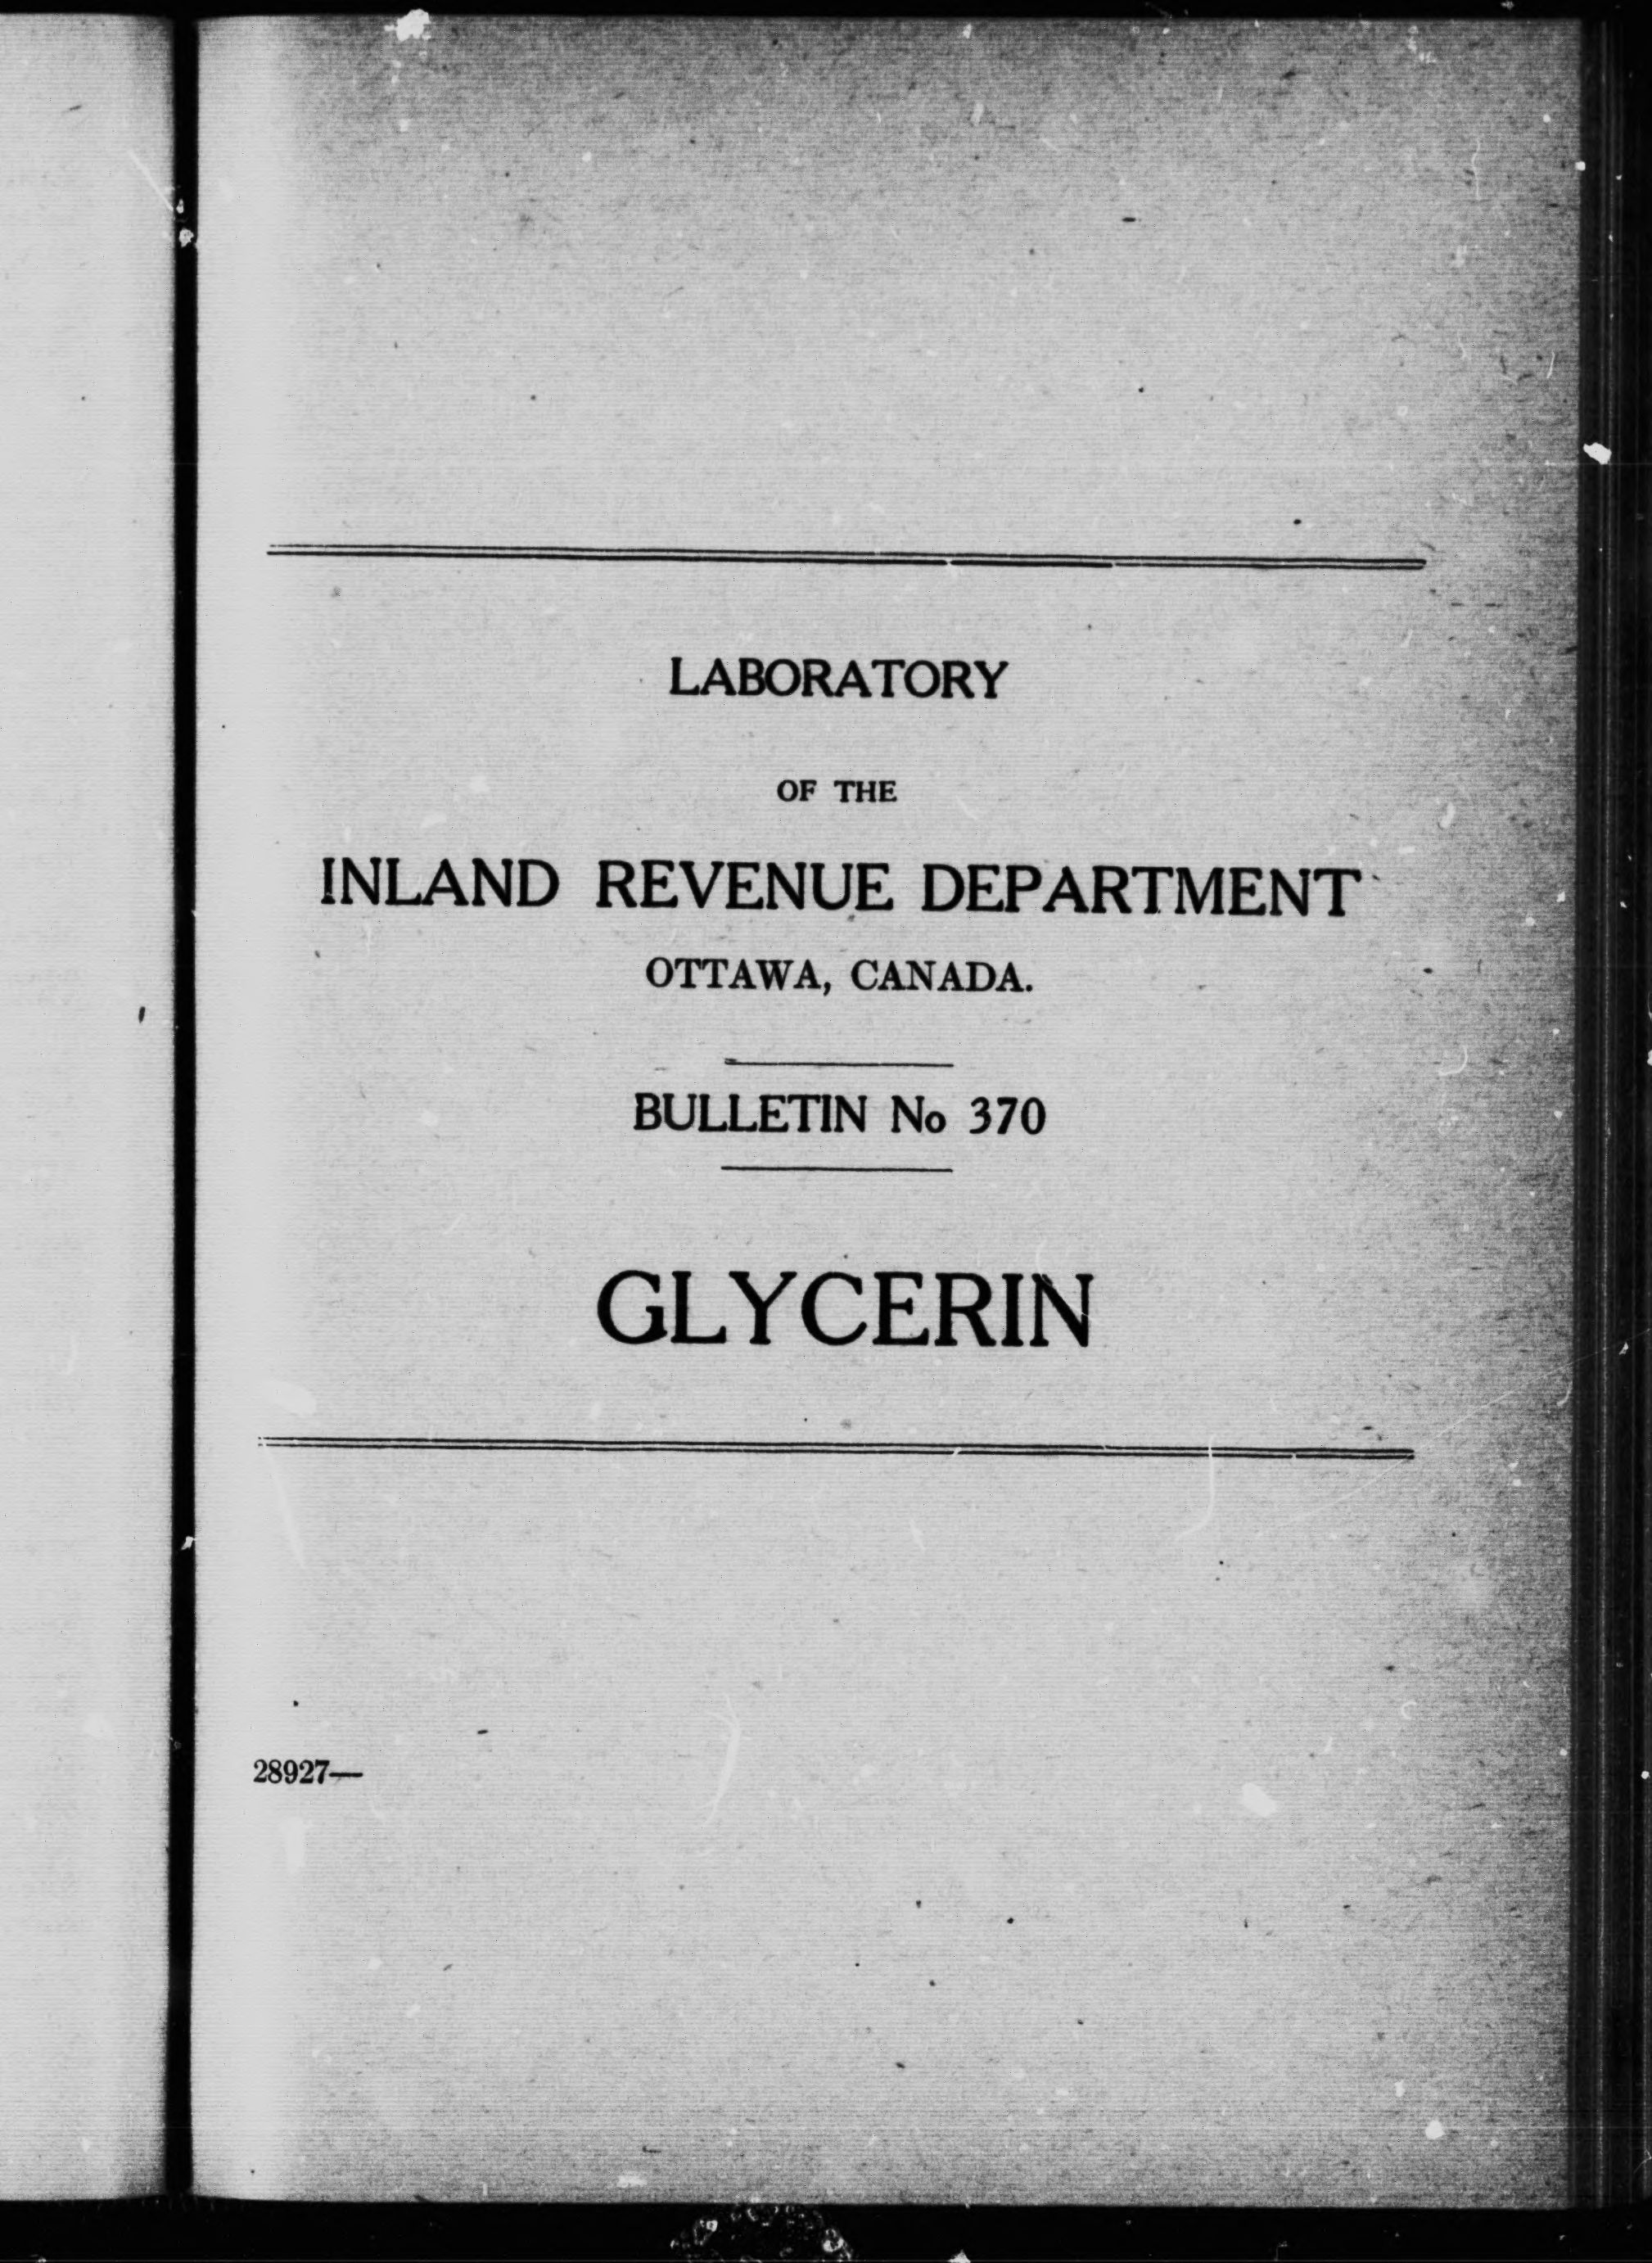 LABORATORY
OF THE
INLAND REVENUE DEPARTMENT
OTTAWA, CANADA.
BULLETIN No 370
GLYCERIN
28927—